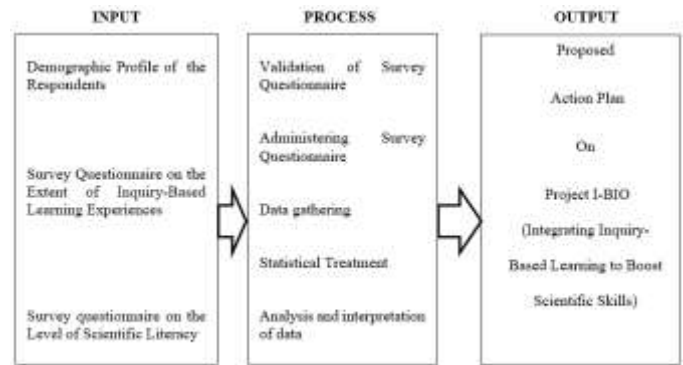 INPUT
Demographic Profile of the
Respondents
Survey Questionnaire on the
Extent of Inquiry-Based
Learning Experiences
Survey questionnaire on the
Level of Scientific Literacy
PROCESS
Validation of Survey
Questionnaire
Administering Survey
Questionnaire
Data gathering
Statistical Treatment
Analysis and interpretation
of data
OUTPUT
Proposed
Action Plan
On
Project I-BIO
(Integrating Inquiry-
Based Learning to Boost
Scientific Skills)